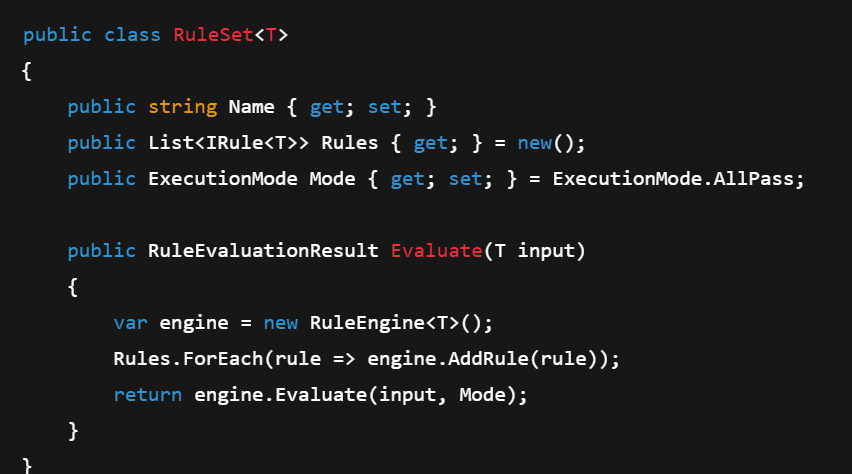 public class RuleSet<T>
{
    public string Name { get; set; }
    public List<IRule<T>> Rules { get; } = new();
    public ExecutionMode Mode { get; set; } = ExecutionMode.AllPass;

    public RuleEvaluationResult Evaluate(T input)
    {
        var engine = new RuleEngine<T>();
        Rules.ForEach(rule => engine.AddRule(rule));
        return engine.Evaluate(input, Mode);
    }
}